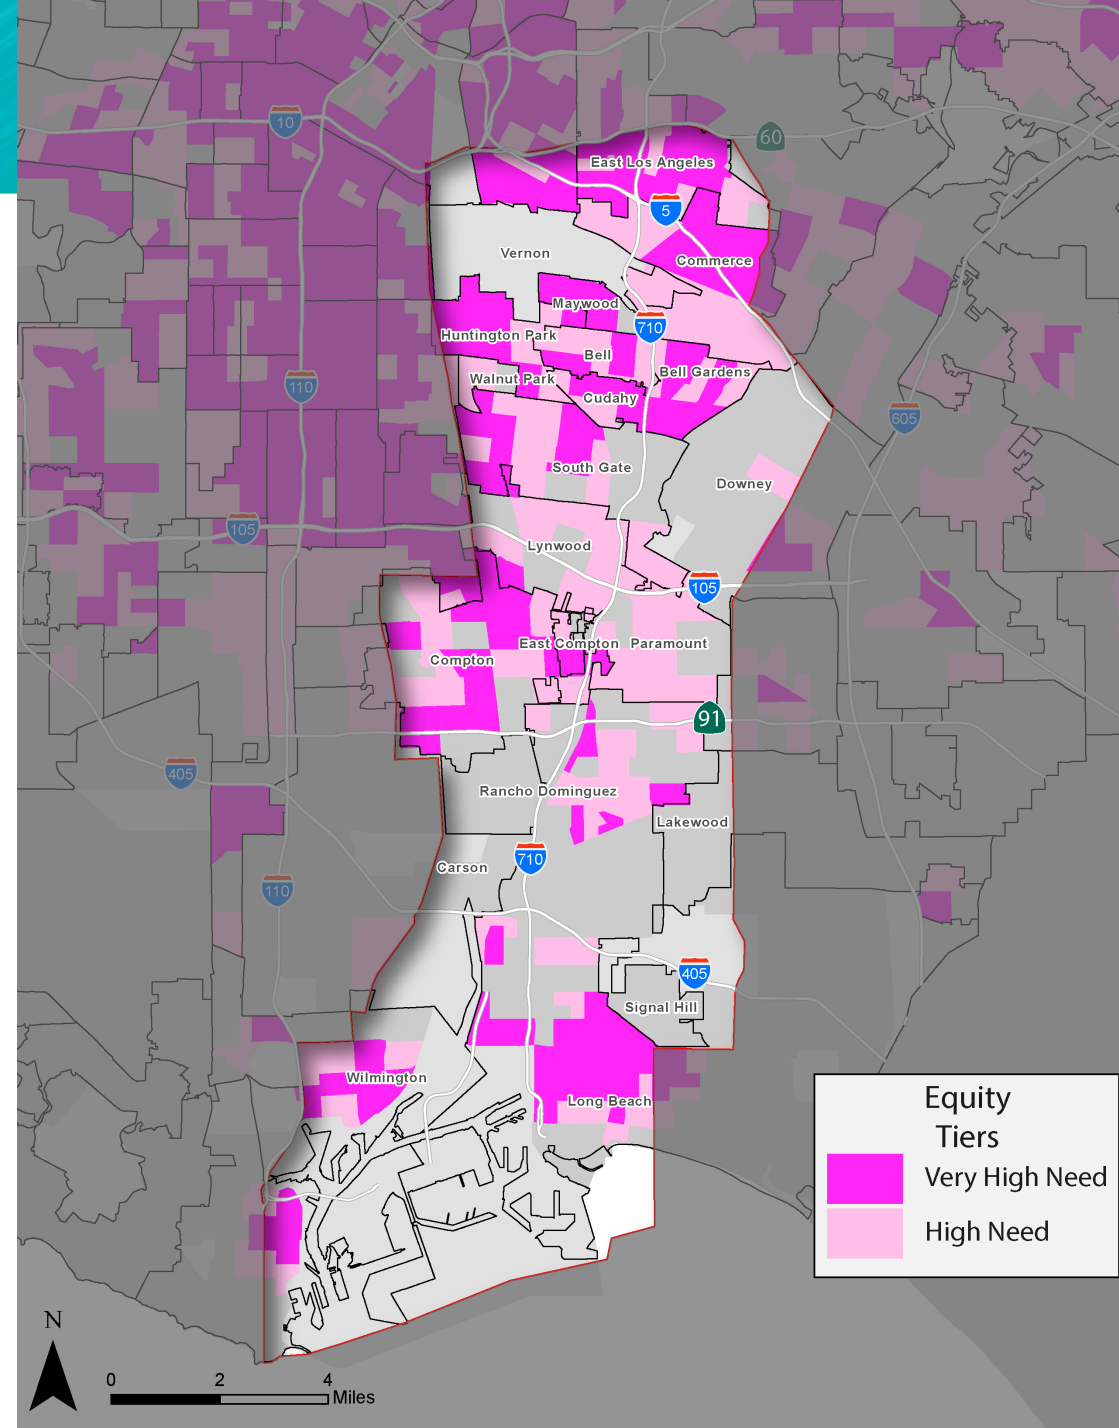 10
60
East Los Angeles
5
Vernon
Commerce
Maywood
710
Huntington Park
Bell
Bell Gardens
Walnut Park
110
Cudahy
605
South Gate
Downey
105
Lynwood
105
East Compton
Paramount
Compton
91
405
Rancho Dominguez
Lakewood
710
Carson
110
405
Signal Hill
Wilmington
Long Beach
Equity
Tiers
Very High Need
High Need
N
0 2 4
Miles